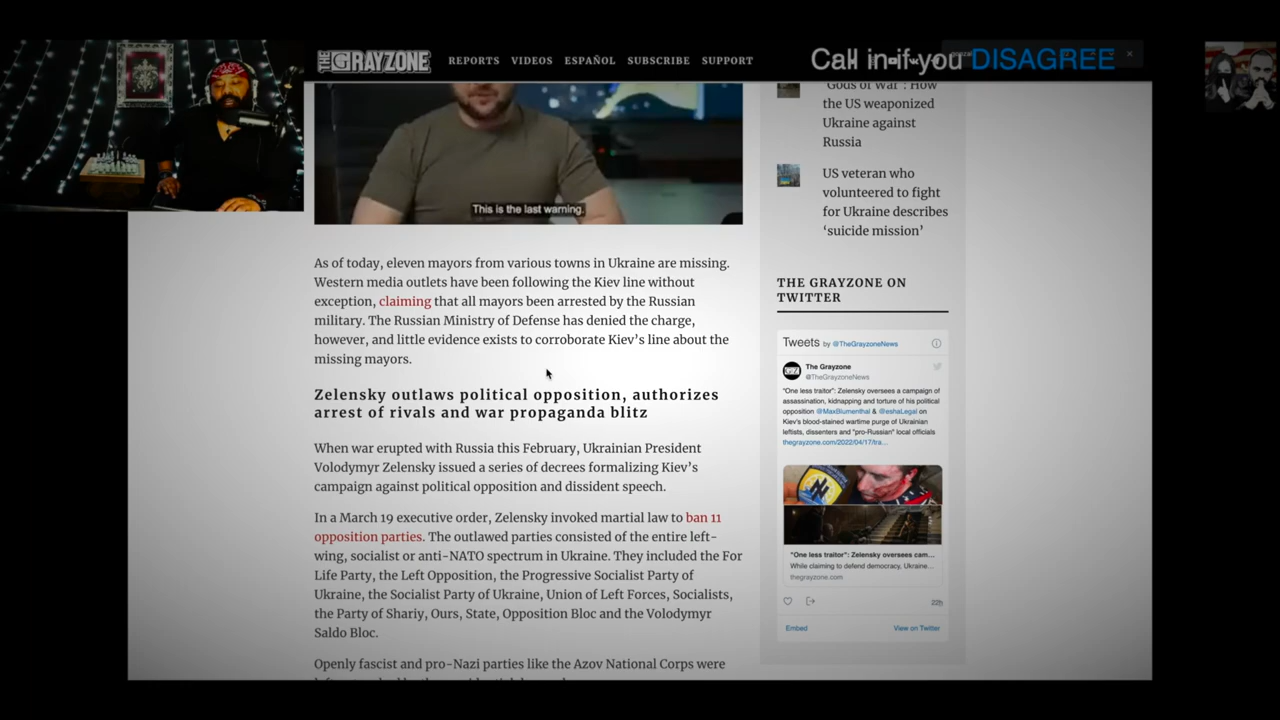 THE GRAYZONE
REPORTS VIDEOS ESPAÑOL SUBSCRIBE SUPPORT
Call in if you DISAGREE
This is the last warning.
As of today, eleven mayors from various towns in Ukraine are missing.
Western media outlets have been following the Kiev line without
exception, claiming that all mayors been arrested by the Russian
military. The Russian Ministry of Defense has denied the charge,
however, and little evidence exists to corroborate Kiev's line about the
missing mayors.
Zelensky outlaws political opposition, authorizes
arrest of rivals and war propaganda blitz
When war erupted with Russia this February, Ukrainian President
Volodymyr Zelensky issued a series of decrees formalizing Kiev's
campaign against political opposition and dissident speech.
In a March 19 executive order, Zelensky invoked martial law to ban 11
opposition parties. The outlawed parties consisted of the entire left-
wing, socialist or anti-NATO spectrum in Ukraine. They included the For
Life Party, the Left Opposition, the Progressive Socialist Party of
Ukraine, the Socialist Party of Ukraine, Union of Left Forces, Socialists,
the Party of Shariy, Ours, State, Opposition Bloc and the Volodymyr
Saldo Bloc.
Openly fascist and pro-Nazi parties like the Azov National Corps were
'Gods of War': How
the US weaponized
Ukraine against
Russia
US veteran who
volunteered to fight
for Ukraine describes
'suicide mission'
THE GRAYZONE ON
TWITTER
Tweets by @TheGrayzoneNews
The Grayzone
@TheGrayzoneNews
"One less traitor": Zelensky oversees a campaign of
assassination, kidnapping and torture of his political
opposition @MaxBlumenthal & @eshaLegal on
Kiev's blood-stained wartime purge of Ukrainian
leftists, dissenters and "pro-Russian" local officials
thegrayzone.com/2022/04/17/tra...
"One less traitor": Zelensky oversees cam...
While claiming to defend democracy, Ukraine...
thegrayzone.com
22h
Embed View on Twitter